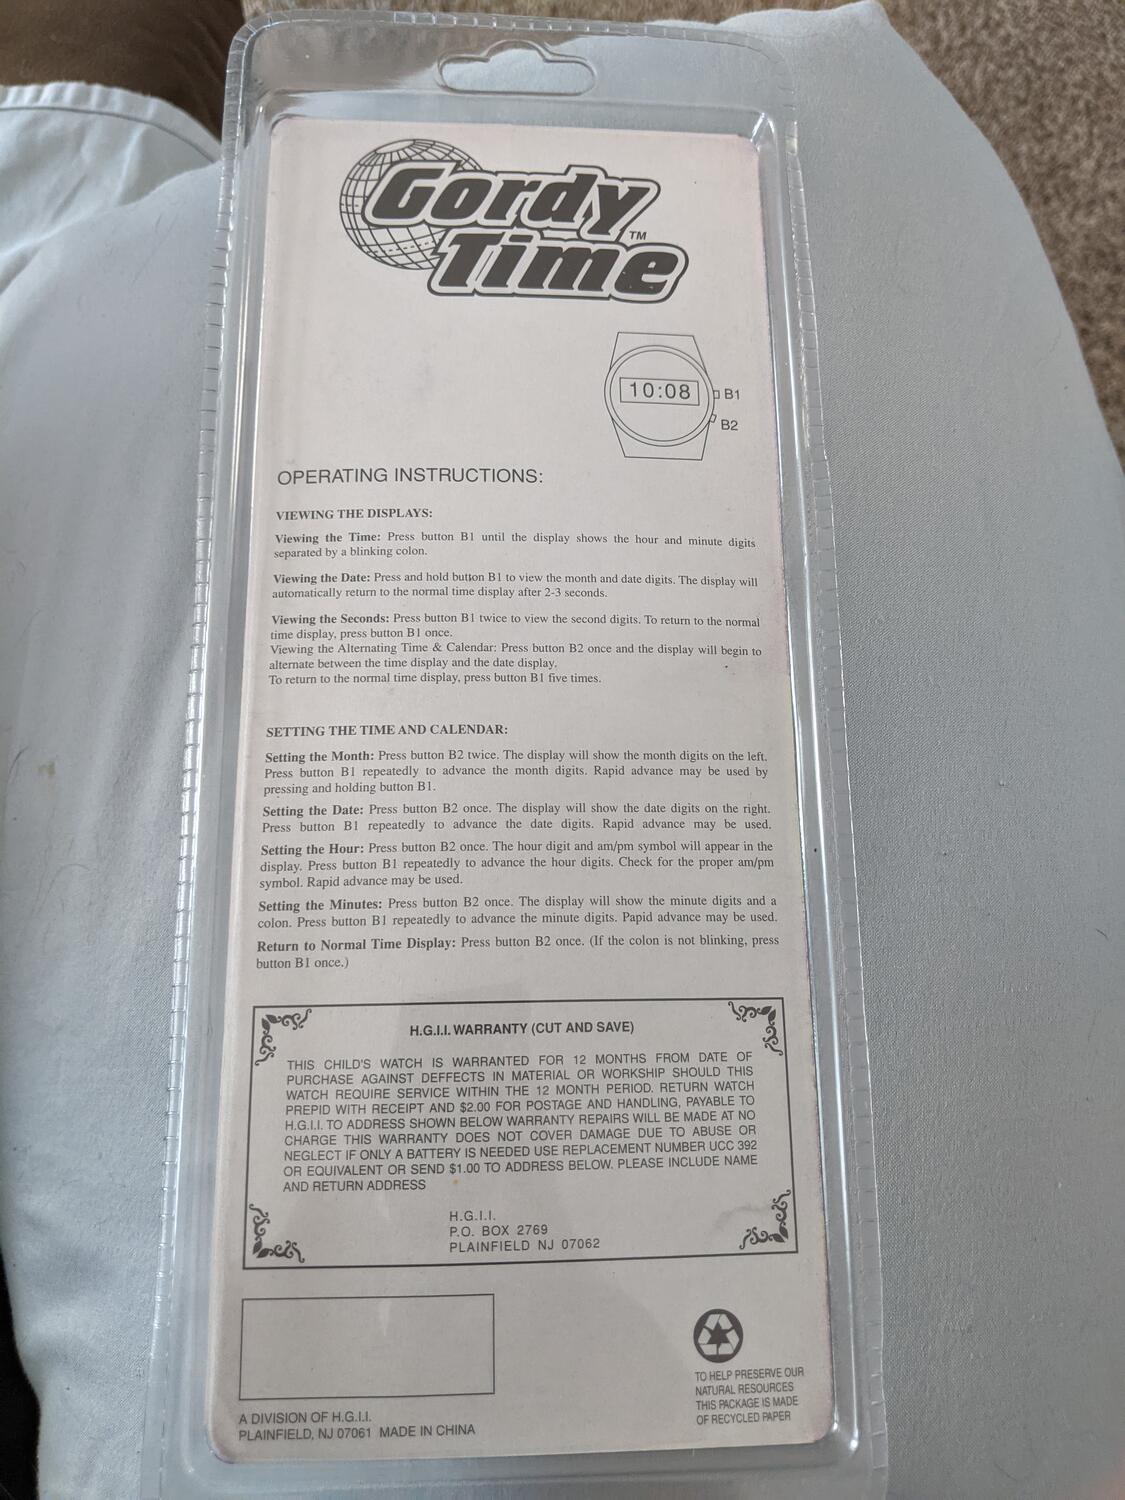 Gordy
Time™
10:08
B1
B2
OPERATING INSTRUCTIONS:
VIEWING THE DISPLAYS:
Viewing the Time: Press button B1 until the display shows the hour and minute digits
separated by a blinking colon.
Viewing the Date: Press and hold button B1 to view the month and date digits. The display will
automatically return to the normal time display after 2-3 seconds.
Viewing the Seconds: Press button B1 twice to view the second digits. To return to the normal
time display, press button B1 once.
Viewing the Alternating Time & Calendar: Press button B2 once and the display will begin to
alternate between the time display and the date display.
To return to the normal time display, press button B1 five times.
SETTING THE TIME AND CALENDAR:
Setting the Month: Press button B2 twice. The display will show the month digits on the left.
Press button B1 repeatedly to advance the month digits. Rapid advance may be used by
pressing and holding button B1.
Setting the Date: Press button B2 once. The display will show the date digits on the right.
Press button B1 repeatedly to advance the date digits. Rapid advance may be used.
Setting the Hour: Press button B2 once. The hour digit and am/pm symbol will appear in the
display. Press button B1 repeatedly to advance the hour digits. Check for the proper am/pm
symbol. Rapid advance may be used.
Setting the Minutes: Press button B2 once. The display will show the minute digits and a
colon. Press button B1 repeatedly to advance the minute digits. Papid advance may be used.
Return to Normal Time Display: Press button B2 once. (If the colon is not blinking, press
button B1 once.)
H.G.I.I. WARRANTY (CUT AND SAVE)
THIS CHILD'S WATCH IS WARRANTED FOR 12 MONTHS FROM DATE OF
PURCHASE AGAINST DEFFECTS IN MATERIAL OR WORKSHIP SHOULD THIS
WATCH REQUIRE SERVICE WITHIN THE 12 MONTH PERIOD. RETURN WATCH
PREPID WITH RECEIPT AND $2.00 FOR POSTAGE AND HANDLING, PAYABLE TO
H.G.I.I. TO ADDRESS SHOWN BELOW WARRANTY REPAIRS WILL BE MADE AT NO
CHARGE THIS WARRANTY DOES NOT COVER DAMAGE DUE TO ABUSE OR
NEGLECT IF ONLY A BATTERY IS NEEDED USE REPLACEMENT NUMBER UCC 392
OR EQUIVALENT OR SEND $1.00 TO ADDRESS BELOW. PLEASE INCLUDE NAME
AND RETURN ADDRESS
H.G.I.I.
P.O. BOX 2769
PLAINFIELD NJ 07062
A DIVISION OF H.G.I.I.
PLAINFIELD, NJ 07061 MADE IN CHINA
TO HELP PRESERVE OUR
NATURAL RESOURCES
THIS PACKAGE IS MADE
OF RECYCLED PAPER